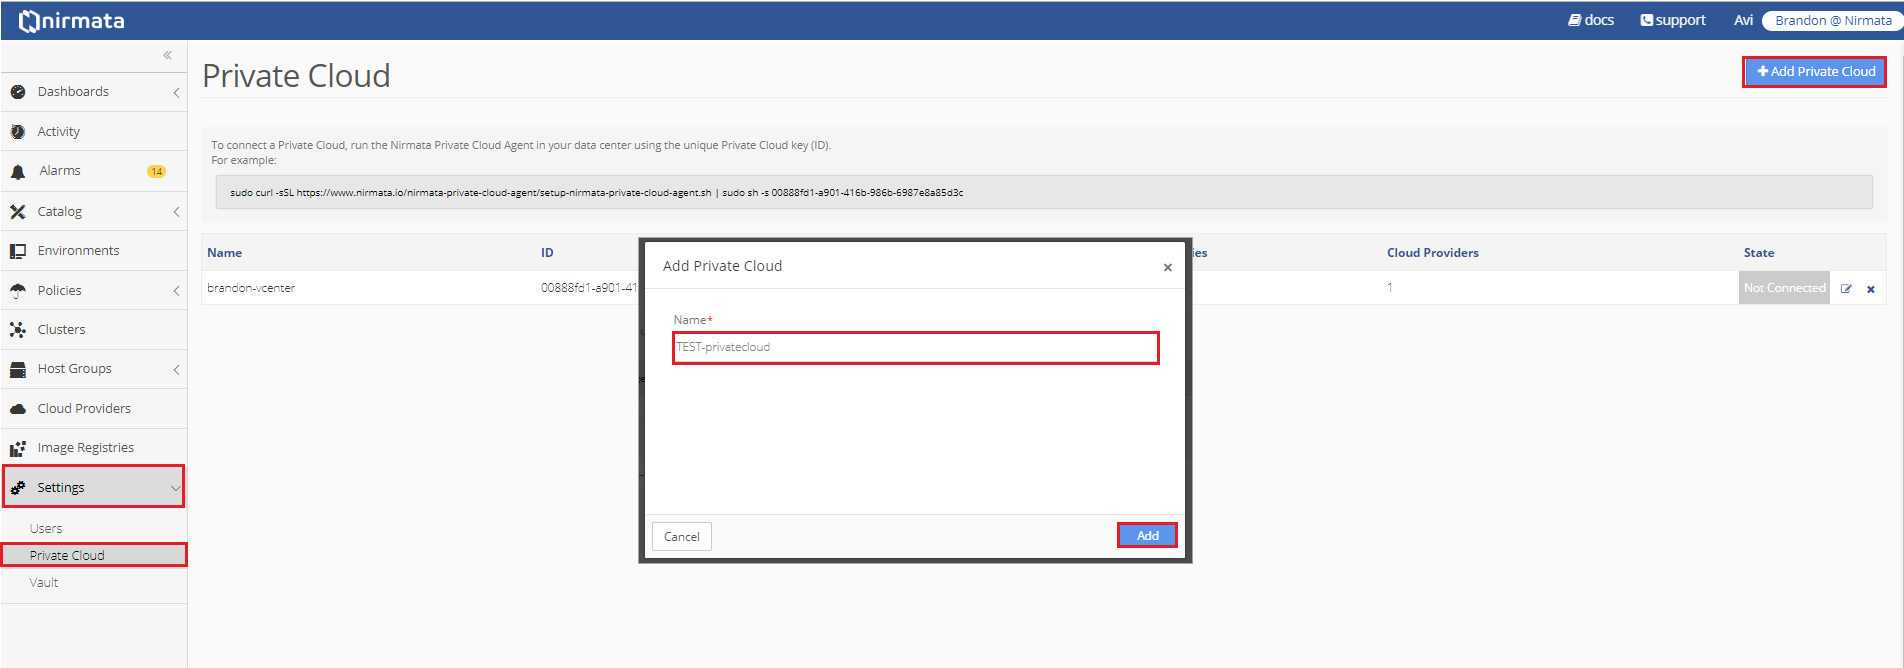 nirmata
docs
support
Avi
Brandon @ Nirmata
Dashboards
Activity
Alarms
14
Catalog
Environments
Policies
Clusters
Host Groups
Cloud Providers
Image Registries
Settings
Users
Private Cloud
Vault
Private Cloud
Add Private Cloud
To connect a Private Cloud, run the Nirmata Private Cloud Agent in your data center using the unique Private Cloud key (ID).
For example:
sudo curl -sSL https://www.nirmata.io/nirmata-private-cloud-agent/setup-nirmata-private-cloud-agent.sh | sudo sh -s 00888fd1-a901-416b-986b-6987e8a85d3c
Name ID ies Cloud Providers State
brandon-vcenter 00888fd1-a901-41 1 Not Connected
Add Private Cloud
Name*
TEST-privatecloud
Cancel
Add